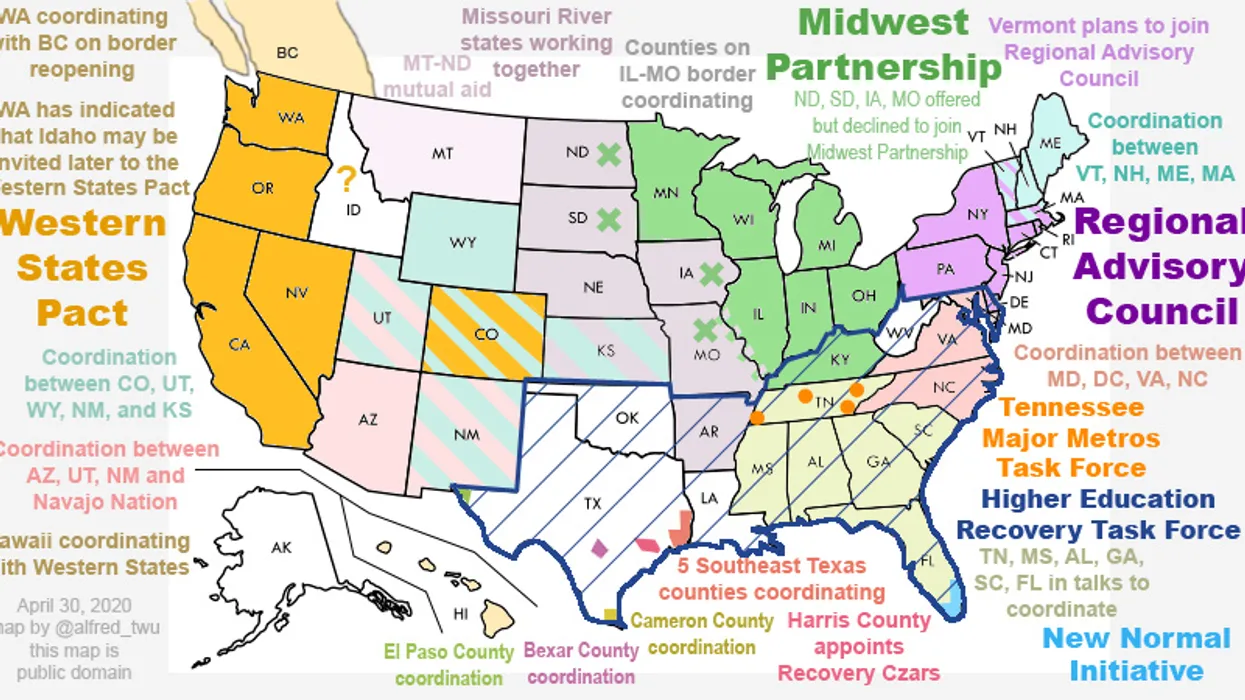 WA coordinating
with BC on border
reopening
WA has indicated
that Idaho may be
invited later to the
Western States Pact
Western
States
Pact
Coordination
between CO, UT,
WY, NM, and KS
Coordination between
AZ, UT, NM and
Navajo Nation
Hawaii coordinating
with Western States
April 30, 2020
map by @alfred_twu
this map is
public domain
MT-ND
mutual aid
Missouri River
states working
together
Counties on
IL-MO border
coordinating
Midwest
Partnership
ND, SD, IA, MO offered
but declined to join
Midwest Partnership
Vermont plans to join
Regional Advisory
Council
Coordination
between
VT, NH, ME, MA
Regional
Advisory
Council
Coordination between
MD, DC, VA, NC
Tennessee
Major Metros
Task Force
Higher Education
Recovery Task Force
TN, MS, AL, GA,
SC, FL in talks to
coordinate
New Normal
Initiative
5 Southeast Texas
counties coordinating
Cameron County
coordination
Harris County
appoints
Recovery Czars
El Paso County
coordination
Bexar County
coordination
BC
WA
OR
?
ID
MT
ND
SD
MN
WI
MI
VT
NH
ME
NY
MA
RI
CT
PA
NJ
DE
MD
WY
NE
IA
IL
IN
OH
WV
VA
NV
CA
UT
CO
KS
MO
KY
NC
TN
AZ
NM
OK
AR
SC
MS
AL
GA
TX
LA
FL
AK
HI